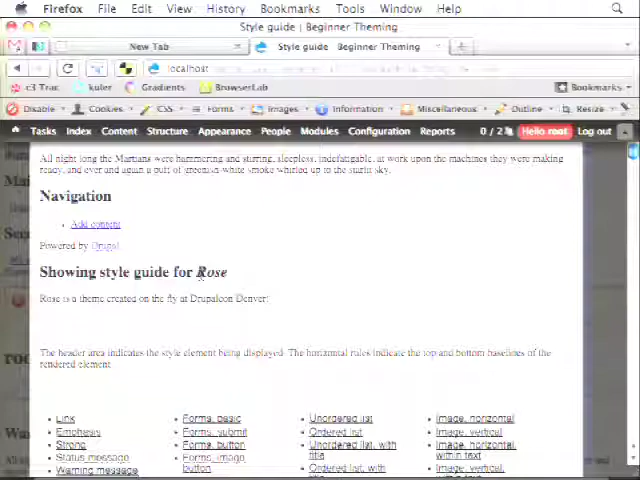 Firefox File Edit View History Bookmarks Tools Window Help
Style guide | Beginner Theming
New Tab
Style guide Beginner Theming
localhost
c3 Trac kuler Gradients BrowserLab Bookmarks
Disable Cookies CSS Forms Images Information Miscellaneous Outline Resize
Tasks Index Content Structure Appearance People Modules Configuration Reports 0 / 2 Hello root Log out
All night long the Martians were hammering and stirring, sleepless, indefatigable, at work upon the machines they were making
ready, and ever and again a puff of greenish-white smoke whirled up to the starlit sky.
Navigation
Add content
Powered by Drupal
Showing style guide for Rose
Rose is a theme created on the fly at Drupalcon Denver!
The header area indicates the style element being displayed. The horizontal rules indicate the top and bottom baselines of the
rendered element.
Link Forms, basic Unordered list Image, horizontal
Emphesis Forms, submit Ordered list Image, vertical
Strong Forms, button Unordered list, with title Image, horizontal, within text
Status message Forms, image button Ordered list, with Image, vertical,
Warning message